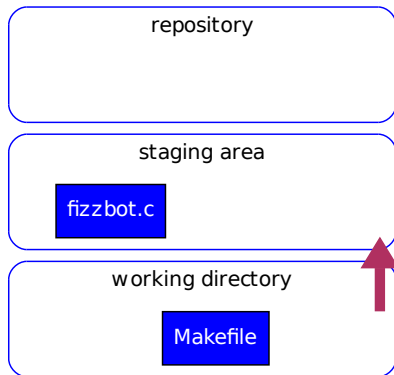 repository
staging area
fizzbot.c
working directory
Makefile